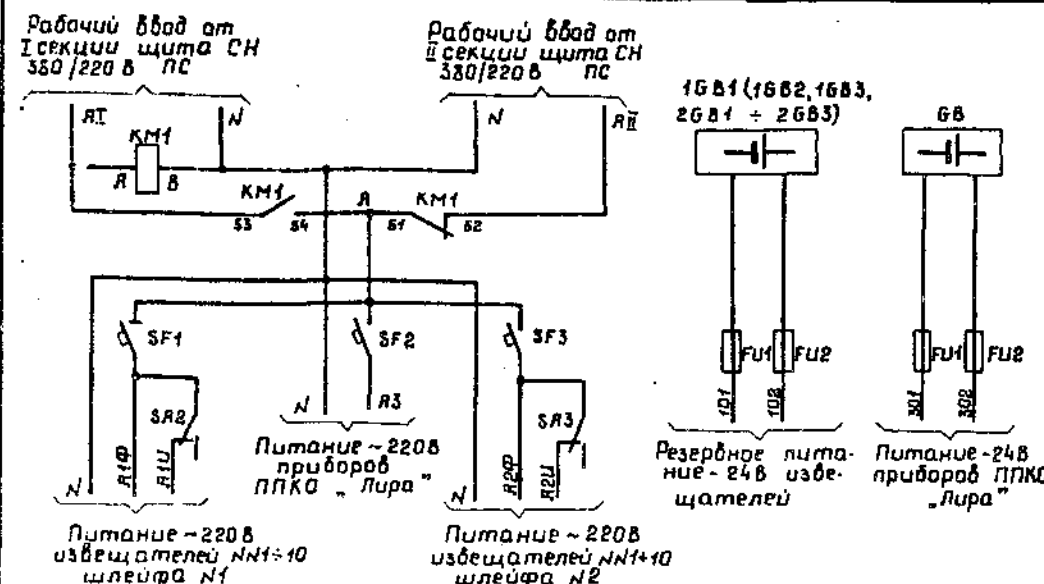 Рабочий ввод от
I секции щита СН
380/220 В ПС
Рабочий ввод от
II секции щита СН
380/220 В ПС
1GB1 (1GB2, 1GB3,
2GB1 ÷ 2GB3)
GB
AI
N
N
AII
KM1
A
B
KM1
A
KM1
53
54
61
62
SF1
SF2
SF3
FU1
FU2
FU1
FU2
SA2
A3
SA3
101
102
301
302
N
A1Ф
A1И
N
N
A2Ф
A2И
Питание ~220В
приборов
ППКО „Лира"
Резервное пита-
ние - 24В изве-
щателей
Питание -24В
приборов ППКО
„Лира"
Питание ~220В
извещателей NN1÷10
шлейфа N1
Питание ~220В
извещателей NN1÷10
шлейфа N2